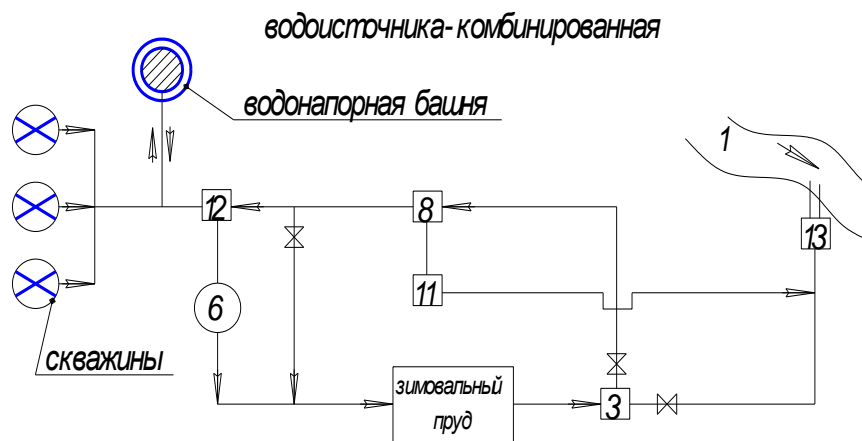 водоисточника-комбинированная
водонапорная башня
1
12
8
13
11
6
скважины
зимовальный
пруд
3